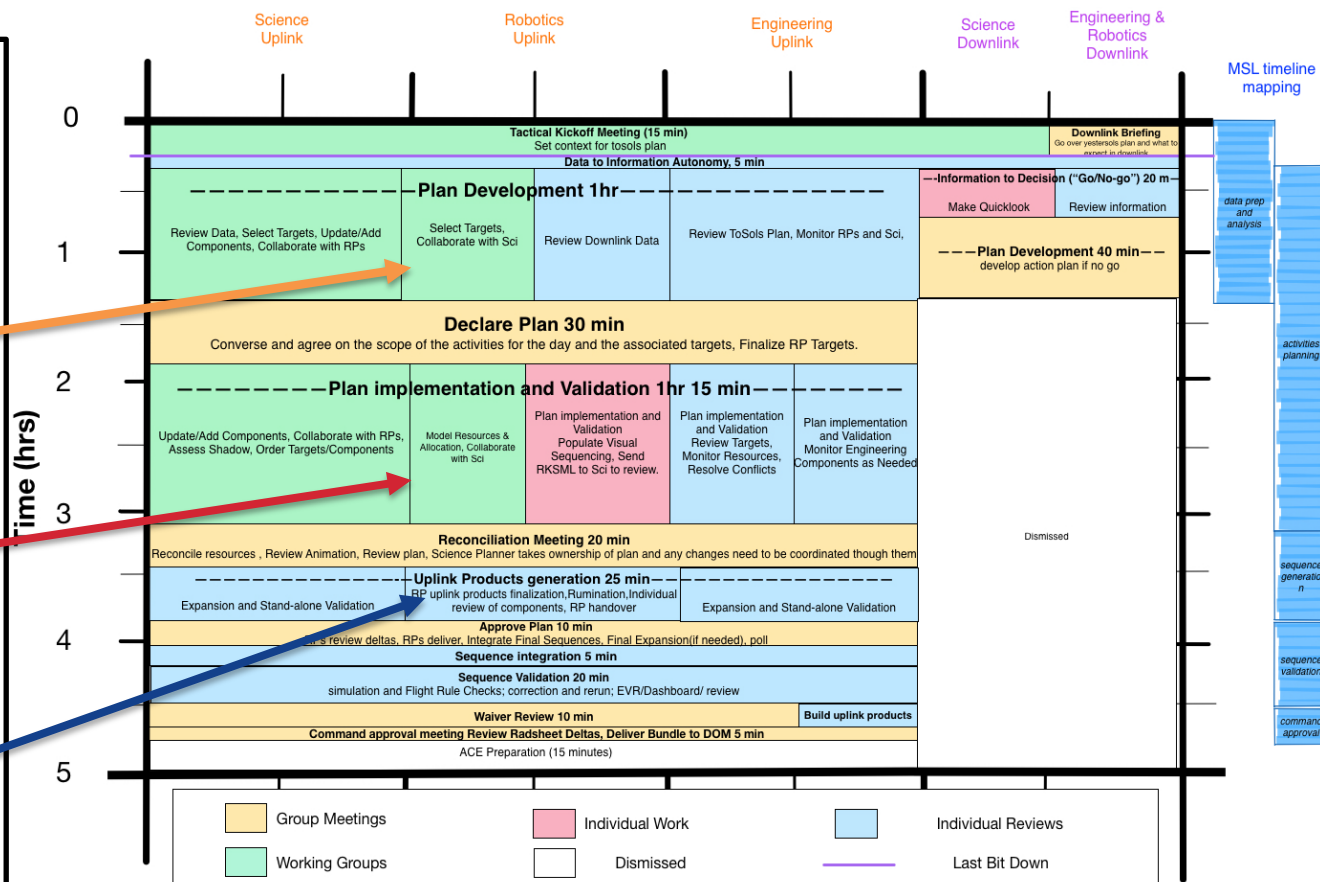 Science
Uplink
Robotics
Uplink
Engineering
Uplink
Science
Downlink
Engineering &
Robotics
Downlink
MSL timeline
mapping
Time (hrs)
0
1
2
3
4
5
Tactical Kickoff Meeting (15 min)
Set context for tosols plan
Downlink Briefing
Go over yestersols plan and what to
expect in downlink
Data to Information Autonomy, 5 min
Plan Development 1hr
Review Data, Select Targets, Update/Add
Components, Collaborate with RPs
Select Targets,
Collaborate with Sci
Review Downlink Data
Review ToSols Plan, Monitor RPs and Sci,
Information to Decision (“Go/No-go”) 20 m
Make Quicklook
Review information
Plan Development 40 min
develop action plan if no go
Declare Plan 30 min
Converse and agree on the scope of the activities for the day and the associated targets, Finalize RP Targets.
Plan implementation and Validation 1hr 15 min
Update/Add Components, Collaborate with RPs,
Assess Shadow, Order Targets/Components
Model Resources &
Allocation, Collaborate
with Sci
Plan implementation and
Validation
Populate Visual
Sequencing, Send
RKSML to Sci to review.
Plan implementation
and Validation
Review Targets,
Monitor Resources,
Resolve Conflicts
Plan implementation
and Validation
Monitor Engineering
Components as Needed
Dismissed
Reconciliation Meeting 20 min
Reconcile resources , Review Animation, Review plan, Science Planner takes ownership of plan and any changes need to be coordinated though them
Uplink Products generation 25 min
Expansion and Stand-alone Validation
RP uplink products finalization,Rumination,Individual
review of components, RP handover
Expansion and Stand-alone Validation
Approve Plan 10 min
review deltas, RPs deliver, Integrate Final Sequences, Final Expansion(if needed), poll
Sequence integration 5 min
Sequence Validation 20 min
simulation and Flight Rule Checks; correction and rerun; EVR/Dashboard/ review
Waiver Review 10 min
Build uplink products
Command approval meeting Review Radsheet Deltas, Deliver Bundle to DOM 5 min
ACE Preparation (15 minutes)
data prep
and
analysis
activities
planning
sequence
generatio
n
sequence
validation
command
approval
Group Meetings
Individual Work
Individual Reviews
Working Groups
Dismissed
Last Bit Down